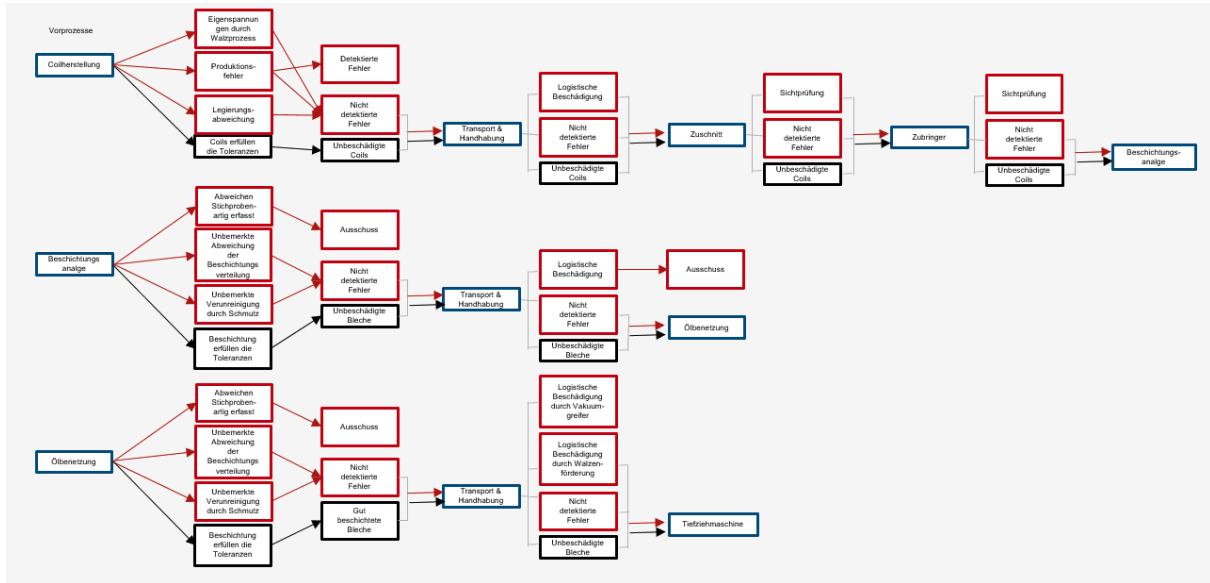 Vorprozesse
Coilherstellung
Eigenspannun
gen durch
Walzprozess
Produktions-
fehler
Legierungs-
abweichung
Coils erfüllen
die Toleranzen
Detektierte
Fehler
Nicht
detektierte
Fehler
Unbeschädigte
Coils
Transport &
Handhabung
Logistische
Beschädigung
Nicht
detektierte
Fehler
Unbeschädigte
Coils
Zuschnitt
Sichtprüfung
Nicht
detektierte
Fehler
Unbeschädigte
Coils
Zubringer
Sichtprüfung
Nicht
detektierte
Fehler
Unbeschädigte
Coils
Beschichtungs-
analge
Beschichtungs
analge
Abweichen
Stichproben-
artig erfasst
Unbemerkte
Abweichung
der
Beschichtungs
verteilung
Unbemerkte
Verunreinigung
durch Schmutz
Beschichtung
erfüllen die
Toleranzen
Ausschuss
Nicht
detektierte
Fehler
Unbeschädigte
Bleche
Transport &
Handhabung
Logistische
Beschädigung
Nicht
detektierte
Fehler
Unbeschädigte
Bleche
Ausschuss
Ölbenetzung
Ölbenetzung
Abweichen
Stichproben-
artig erfasst
Unbemerkte
Abweichung
der
Beschichtungs
verteilung
Unbemerkte
Verunreinigung
durch Schmutz
Beschichtung
erfüllen die
Toleranzen
Ausschuss
Nicht
detektierte
Fehler
Gut
beschichtete
Bleche
Transport &
Handhabung
Logistische
Beschädigung
durch Vakuum-
greifer
Logistische
Beschädigung
durch Walzen-
förderung
Nicht
detektierte
Fehler
Unbeschädigte
Bleche
Tiefziehmaschine